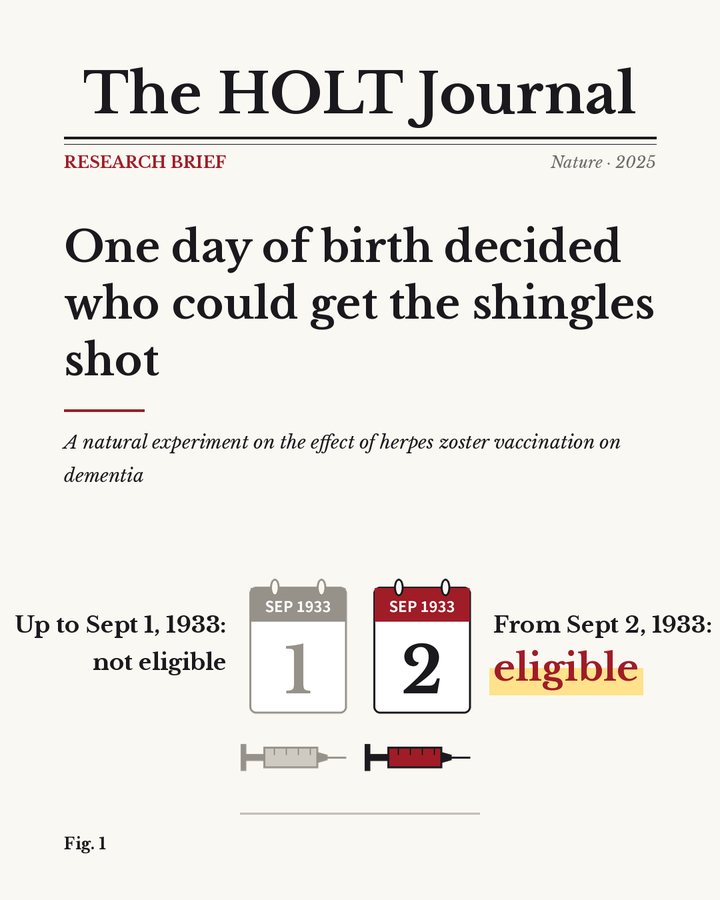 The HOLT Journal
RESEARCH BRIEF
Nature · 2025
One day of birth decided
who could get the shingles
shot
A natural experiment on the effect of herpes zoster vaccination on
dementia
Up to Sept 1, 1933:
not eligible
SEP 1933
1
SEP 1933
2
From Sept 2, 1933:
eligible
Fig. 1